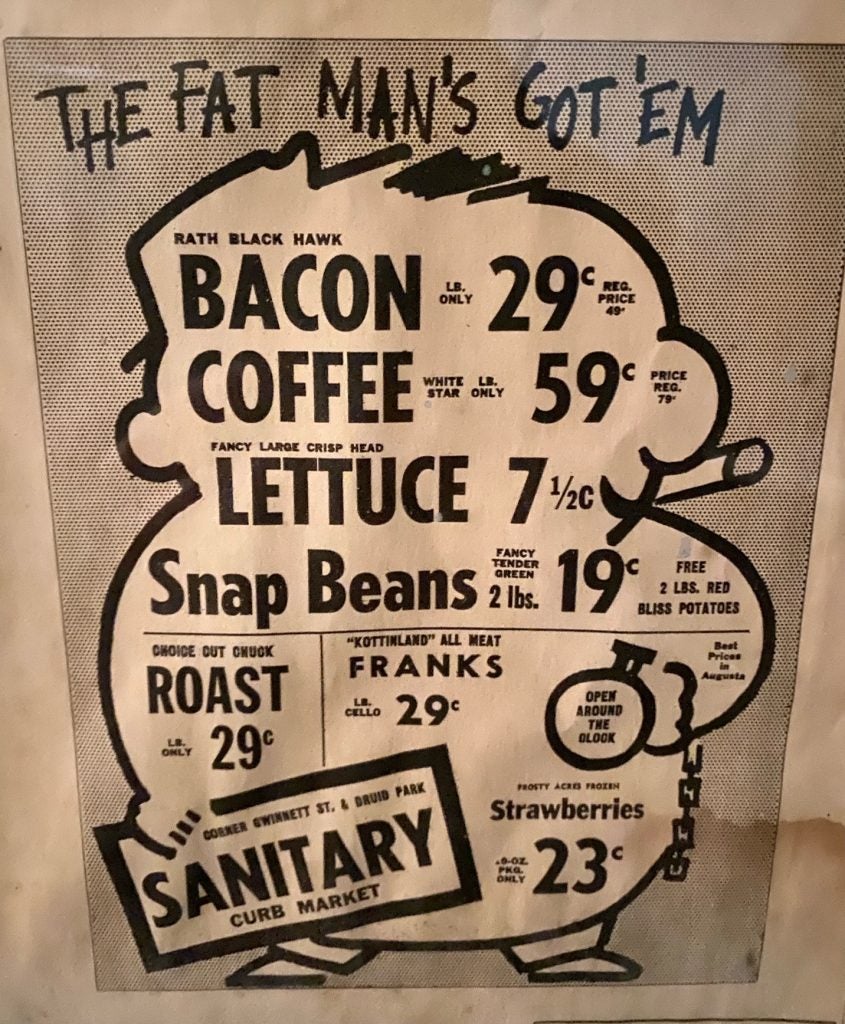 THE FAT MAN'S GOT 'EM
RATH BLACK HAWK
BACON LB. ONLY 29c REG. PRICE 49c
COFFEE WHITE STAR LB. ONLY 59c PRICE REG. 79c
FANCY LARGE CRISP HEAD
LETTUCE 7 1/2c
Snap Beans FANCY TENDER GREEN 2 lbs. 19c
FREE
2 LBS. RED
BLISS POTATOES
CHOICE CUT CHUCK
ROAST
LB. ONLY 29c
"KOTTINLAND" ALL MEAT
FRANKS
LB. CELLO 29c
Best
Prices
in
Augusta
OPEN
AROUND
THE
CLOCK
FROSTY ACRES FROZEN
Strawberries
PKG. ONLY 23c
CORNER GWINNETT ST. & DRUID PARK
SANITARY
CURB MARKET